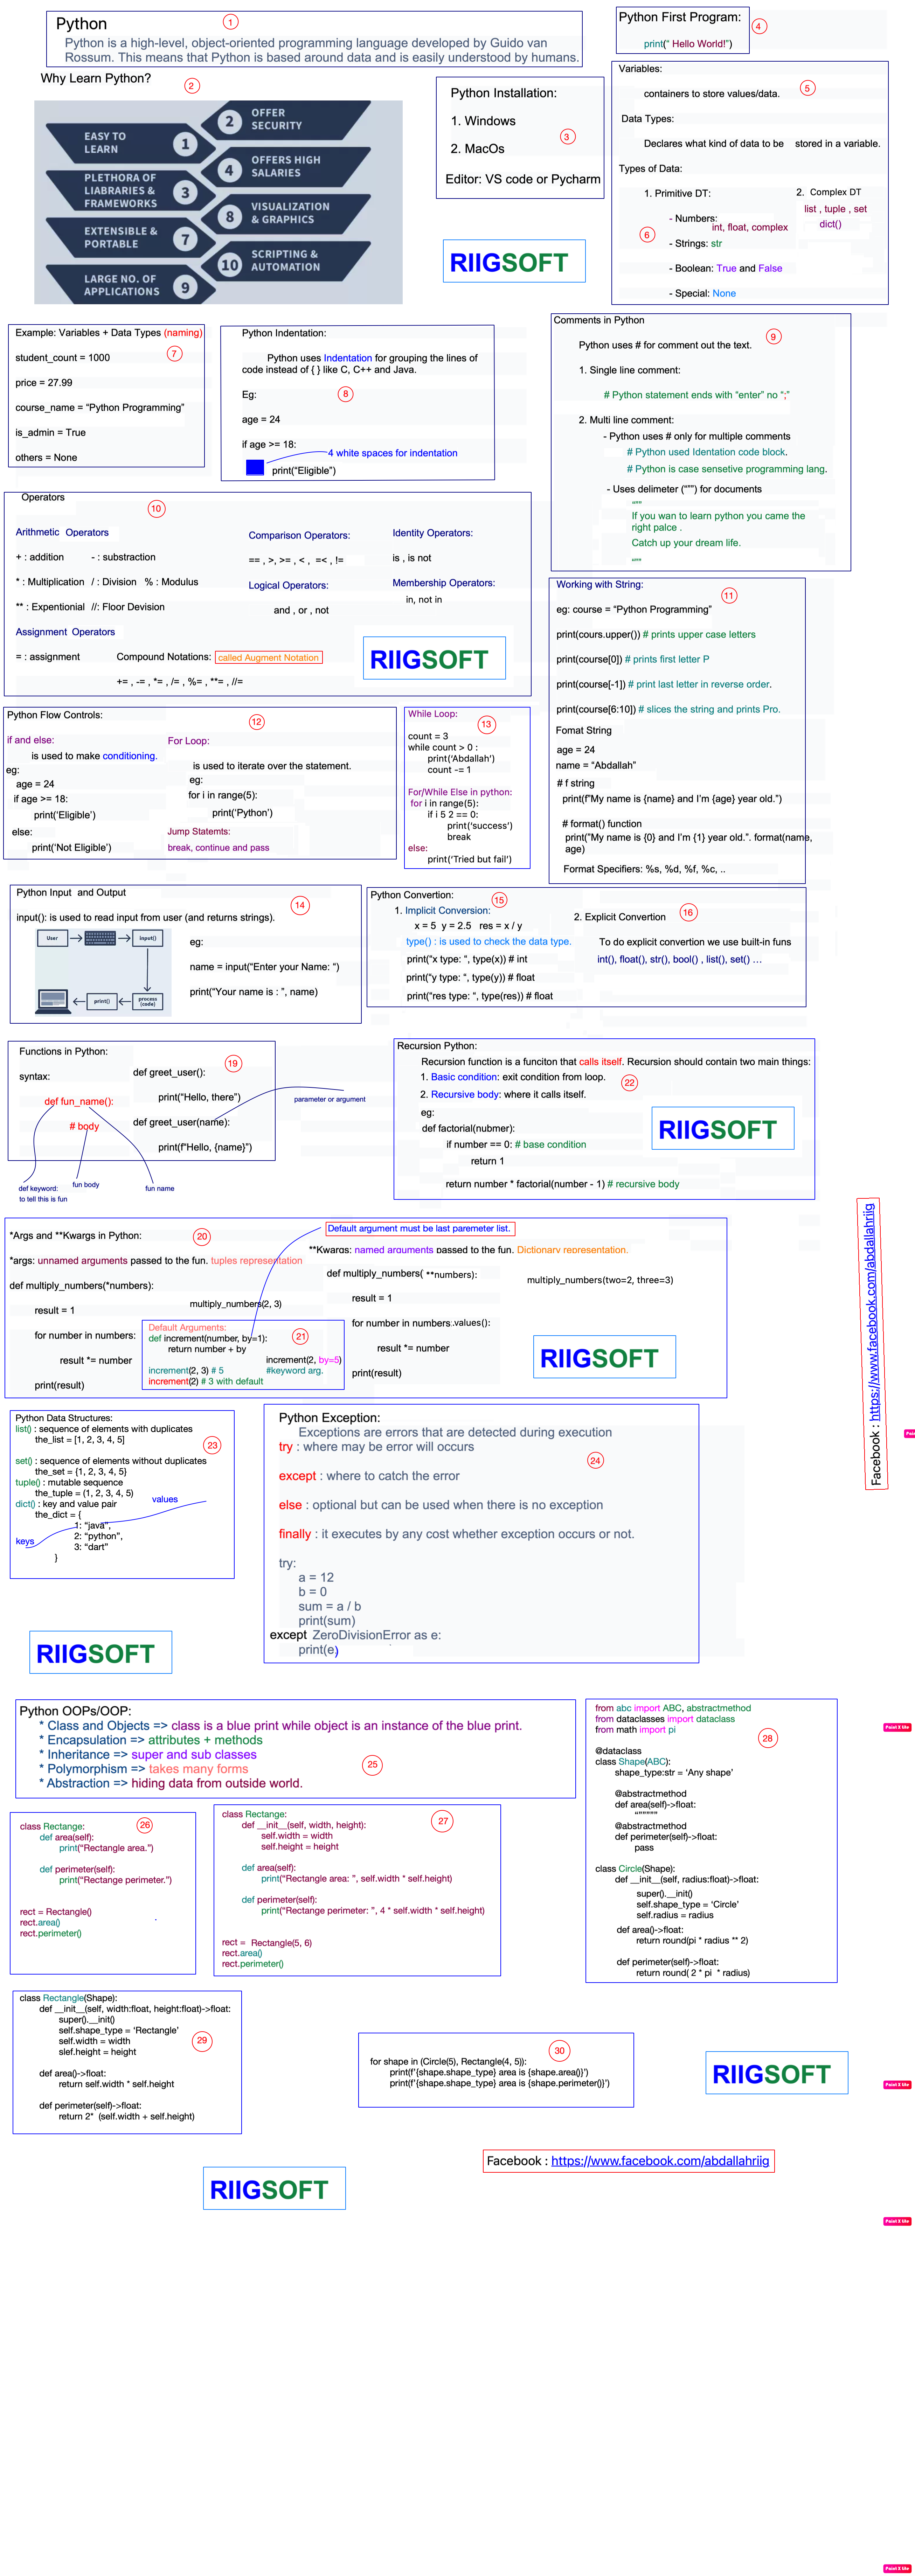 Python
1
Python is a high-level, object-oriented programming language developed by Guido van
Rossum. This means that Python is based around data and is easily understood by humans.
Python First Program:
4
print(“ Hello World!”)
Why Learn Python?
2
EASY TO
LEARN
1
2
OFFER
SECURITY
PLETHORA OF
LIABRARIES &
FRAMEWORKS
3
4
OFFERS HIGH
SALARIES
EXTENSIBLE &
PORTABLE
7
8
VISUALIZATION
& GRAPHICS
LARGE NO. OF
APPLICATIONS
9
10
SCRIPTING &
AUTOMATION
Python Installation:
1. Windows
2. MacOs
3
Editor: VS code or Pycharm
RIIGSOFT
Variables:
containers to store values/data.
5
Data Types:
Declares what kind of data to be stored in a variable.
Types of Data:
1. Primitive DT:
- Numbers:
int, float, complex
6
- Strings: str
- Boolean: True and False
- Special: None
2. Complex DT
list , tuple , set
dict()
Example: Variables + Data Types (naming)
7
student_count = 1000
price = 27.99
course_name = “Python Programming”
is_admin = True
others = None
Python Indentation:
Python uses Indentation for grouping the lines of
code instead of { } like C, C++ and Java.
Eg:
8
age = 24
if age >= 18:
4 white spaces for indentation
print(“Eligible”)
Comments in Python
9
Python uses # for comment out the text.
1. Single line comment:
# Python statement ends with “enter” no “;”
2. Multi line comment:
- Python uses # only for multiple comments
# Python used Identation code block.
# Python is case sensetive programming lang.
- Uses delimeter (“””) for documents
“””
If you wan to learn python you came the
right palce .
Catch up your dream life.
“””
Operators
10
Arithmetic Operators
+ : addition - : substraction
* : Multiplication / : Division % : Modulus
** : Expentionial //: Floor Devision
Assignment Operators
= : assignment Compound Notations: called Augment Notation
+= , -= , *= , /= , %= , **= , //=
Comparison Operators:
== , >, >= , < , =< , !=
Logical Operators:
and , or , not
Identity Operators:
is , is not
Membership Operators:
in, not in
RIIGSOFT
Working with String:
11
eg: course = “Python Programming”
print(cours.upper()) # prints upper case letters
print(course[0]) # prints first letter P
print(course[-1]) # print last letter in reverse order.
print(course[6:10]) # slices the string and prints Pro.
Fomat String
age = 24
name = “Abdallah”
# f string
print(f”My name is {name} and I’m {age} year old.”)
# format() function
print(”My name is {0} and I’m {1} year old.”. format(name,
age)
Format Specifiers: %s, %d, %f, %c, ..
Python Flow Controls:
12
if and else:
is used to make conditioning.
eg:
age = 24
if age >= 18:
print(‘Eligible’)
else:
print(‘Not Eligible’)
For Loop:
is used to iterate over the statement.
eg:
for i in range(5):
print(‘Python’)
Jump Statemts:
break, continue and pass
While Loop:
13
count = 3
while count > 0 :
print(‘Abdallah’)
count -= 1
For/While Else in python:
for i in range(5):
if i 5 2 == 0:
print(‘success’)
break
else:
print(‘Tried but fail’)
Python Input and Output
14
input(): is used to read input from user (and returns strings).
User
input()
print()
process
(code)
eg:
name = input(“Enter your Name: “)
print(“Your name is : ”, name)
Python Convertion:
15
1. Implicit Conversion:
x = 5 y = 2.5 res = x / y
type() : is used to check the data type.
print(“x type: “, type(x)) # int
print(“y type: “, type(y)) # float
print(“res type: “, type(res)) # float
2. Explicit Convertion
16
To do explicit convertion we use built-in funs
int(), float(), str(), bool() , list(), set() …
Functions in Python:
19
syntax:
def fun_name():
# body
def keyword:
to tell this is fun
fun body
fun name
def greet_user():
print(“Hello, there”)
parameter or argument
def greet_user(name):
print(f“Hello, {name}”)
Recursion Python:
Recursion function is a funciton that calls itself. Recursion should contain two main things:
1. Basic condition: exit condition from loop.
22
2. Recursive body: where it calls itself.
eg:
def factorial(nubmer):
if number == 0: # base condition
return 1
return number * factorial(number - 1) # recursive body
RIIGSOFT
*Args and **Kwargs in Python:
20
Default argument must be last paremeter list.
*args: unnamed arguments passed to the fun. tuples representation
def multiply_numbers(*numbers):
result = 1
for number in numbers:
result *= number
print(result)
multiply_numbers(2, 3)
Default Arguments:
21
def increment(number, by=1):
return number + by
increment(2, by=5)
increment(2, 3) # 5
#keyword arg.
increment(2) # 3 with default
**Kwargs: named arguments passed to the fun. Dictionary representation.
def multiply_numbers( **numbers):
result = 1
for number in numbers.values():
result *= number
print(result)
multiply_numbers(two=2, three=3)
RIIGSOFT
Facebook : https://www.facebook.com/abdallahriig
Python Data Structures:
list() : sequence of elements with duplicates
the_list = [1, 2, 3, 4, 5]
23
set() : sequence of elements without duplicates
the_set = {1, 2, 3, 4, 5}
tuple() : mutable sequence
the_tuple = (1, 2, 3, 4, 5)
dict() : key and value pair
values
the_dict = {
1: “java”,
2: “python”,
keys
3: “dart”
}
Python Exception:
Exceptions are errors that are detected during execution
try : where may be error will occurs
24
except : where to catch the error
else : optional but can be used when there is no exception
finally : it executes by any cost whether exception occurs or not.
try:
a = 12
b = 0
sum = a / b
print(sum)
except ZeroDivisionError as e:
print(e)
RIIGSOFT
Python OOPs/OOP:
* Class and Objects => class is a blue print while object is an instance of the blue print.
* Encapsulation => attributes + methods
* Inheritance => super and sub classes
* Polymorphism => takes many forms
25
* Abstraction => hiding data from outside world.
26
class Rectange:
def area(self):
print(“Rectangle area.”)
def perimeter(self):
print(“Rectange perimeter.”)
rect = Rectangle()
rect.area()
rect.perimeter()
27
class Rectange:
def __init__(self, width, height):
self.width = width
self.height = height
def area(self):
print(“Rectangle area: ”, self.width * self.height)
def perimeter(self):
print(“Rectange perimeter: ”, 4 * self.width * self.height)
rect = Rectangle(5, 6)
rect.area()
rect.perimeter()
from abc import ABC, abstractmethod
from dataclasses import dataclass
from math import pi
28
@dataclass
class Shape(ABC):
shape_type:str = ‘Any shape’
@abstractmethod
def area(self)->float:
“”””””
@abstractmethod
def perimeter(self)->float:
pass
class Circle(Shape):
def __init__(self, radius:float)->float:
super().__init()
self.shape_type = ‘Circle’
self.radius = radius
def area()->float:
return round(pi * radius ** 2)
def perimeter(self)->float:
return round( 2 * pi * radius)
class Rectangle(Shape):
def __init__(self, width:float, height:float)->float:
super().__init()
self.shape_type = ‘Rectangle’
self.width = width
slef.height = height
29
def area()->float:
return self.width * self.height
def perimeter(self)->float:
return 2* (self.width + self.height)
30
for shape in (Circle(5), Rectangle(4, 5)):
print(f‘{shape.shape_type} area is {shape.area()}’)
print(f‘{shape.shape_type} area is {shape.perimeter()}’)
RIIGSOFT
Facebook : https://www.facebook.com/abdallahriig
RIIGSOFT
Paint X lite
Paint X lite
Paint X lite
Paint X lite